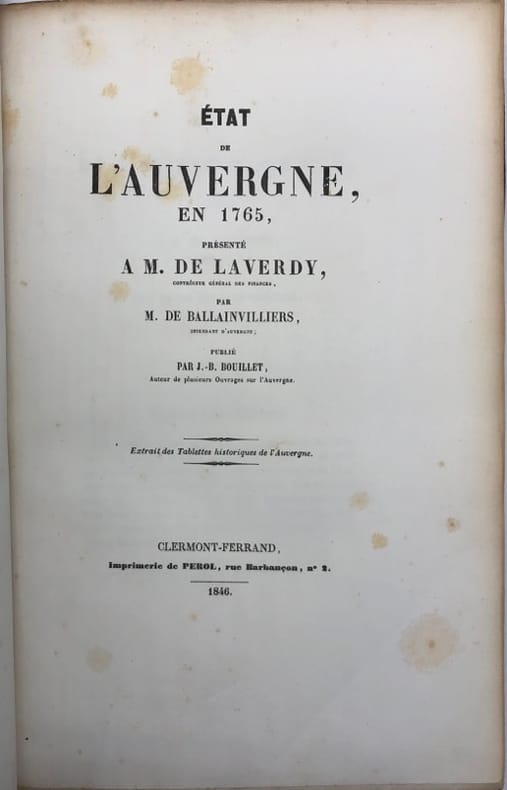 ÉTAT
DE
L'AUVERGNE,
EN 1765,
PRÉSENTÉ
A M. DE LAVERDY,
CONTRÔLEUR GÉNÉRAL DES FINANCES,
PAR
M. DE BALLAINVILLIERS,
INTENDANT D'AUVERGNE;
PUBLIÉ
PAR J.-B. BOUILLET,
Auteur de plusieurs Ouvrages sur l'Auvergne.
Extrait des Tablettes historiques de l'Auvergne.
CLERMONT-FERRAND,
Imprimerie de PEROL, rue Barbançon, n° 2.
1846.